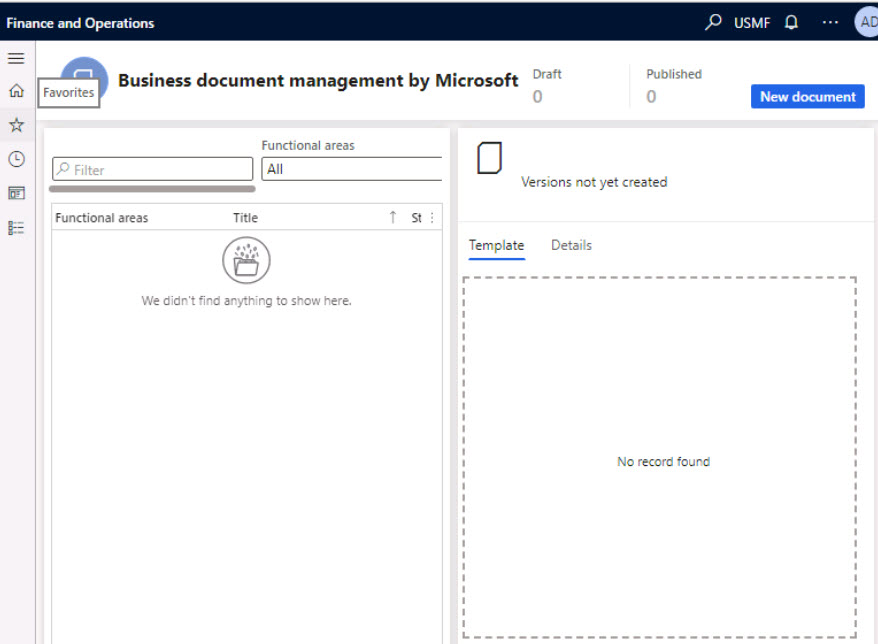 Finance and Operations
USMF
AD
Favorites
Business document management by Microsoft
Draft
0
Published
0
New document
Functional areas
Filter
All
Functional areas
Title
St
We didn't find anything to show here.
Versions not yet created
Template
Details
No record found